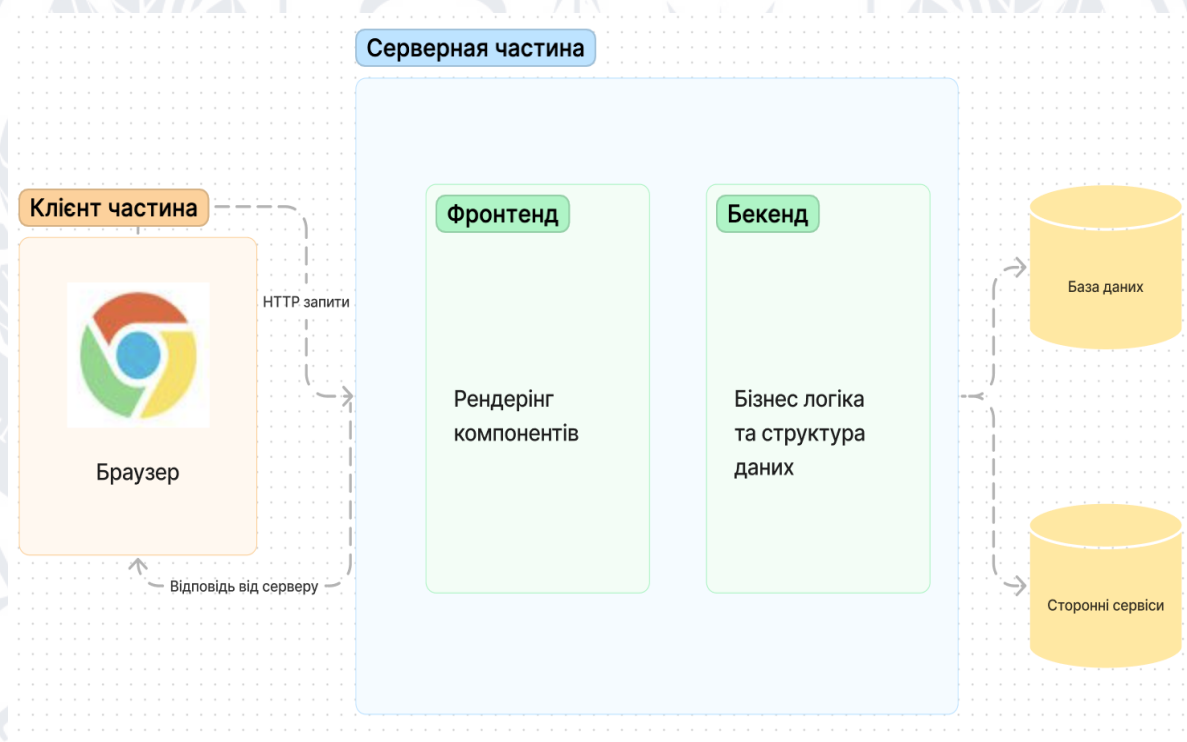 Серверная частина
Клієнт частина
Фронтенд
Бекенд
HTTP запити
База даних
Рендерінг
компонентів
Бізнес логіка
та структура
даних
Браузер
Відповідь від серверу
Сторонні сервіси